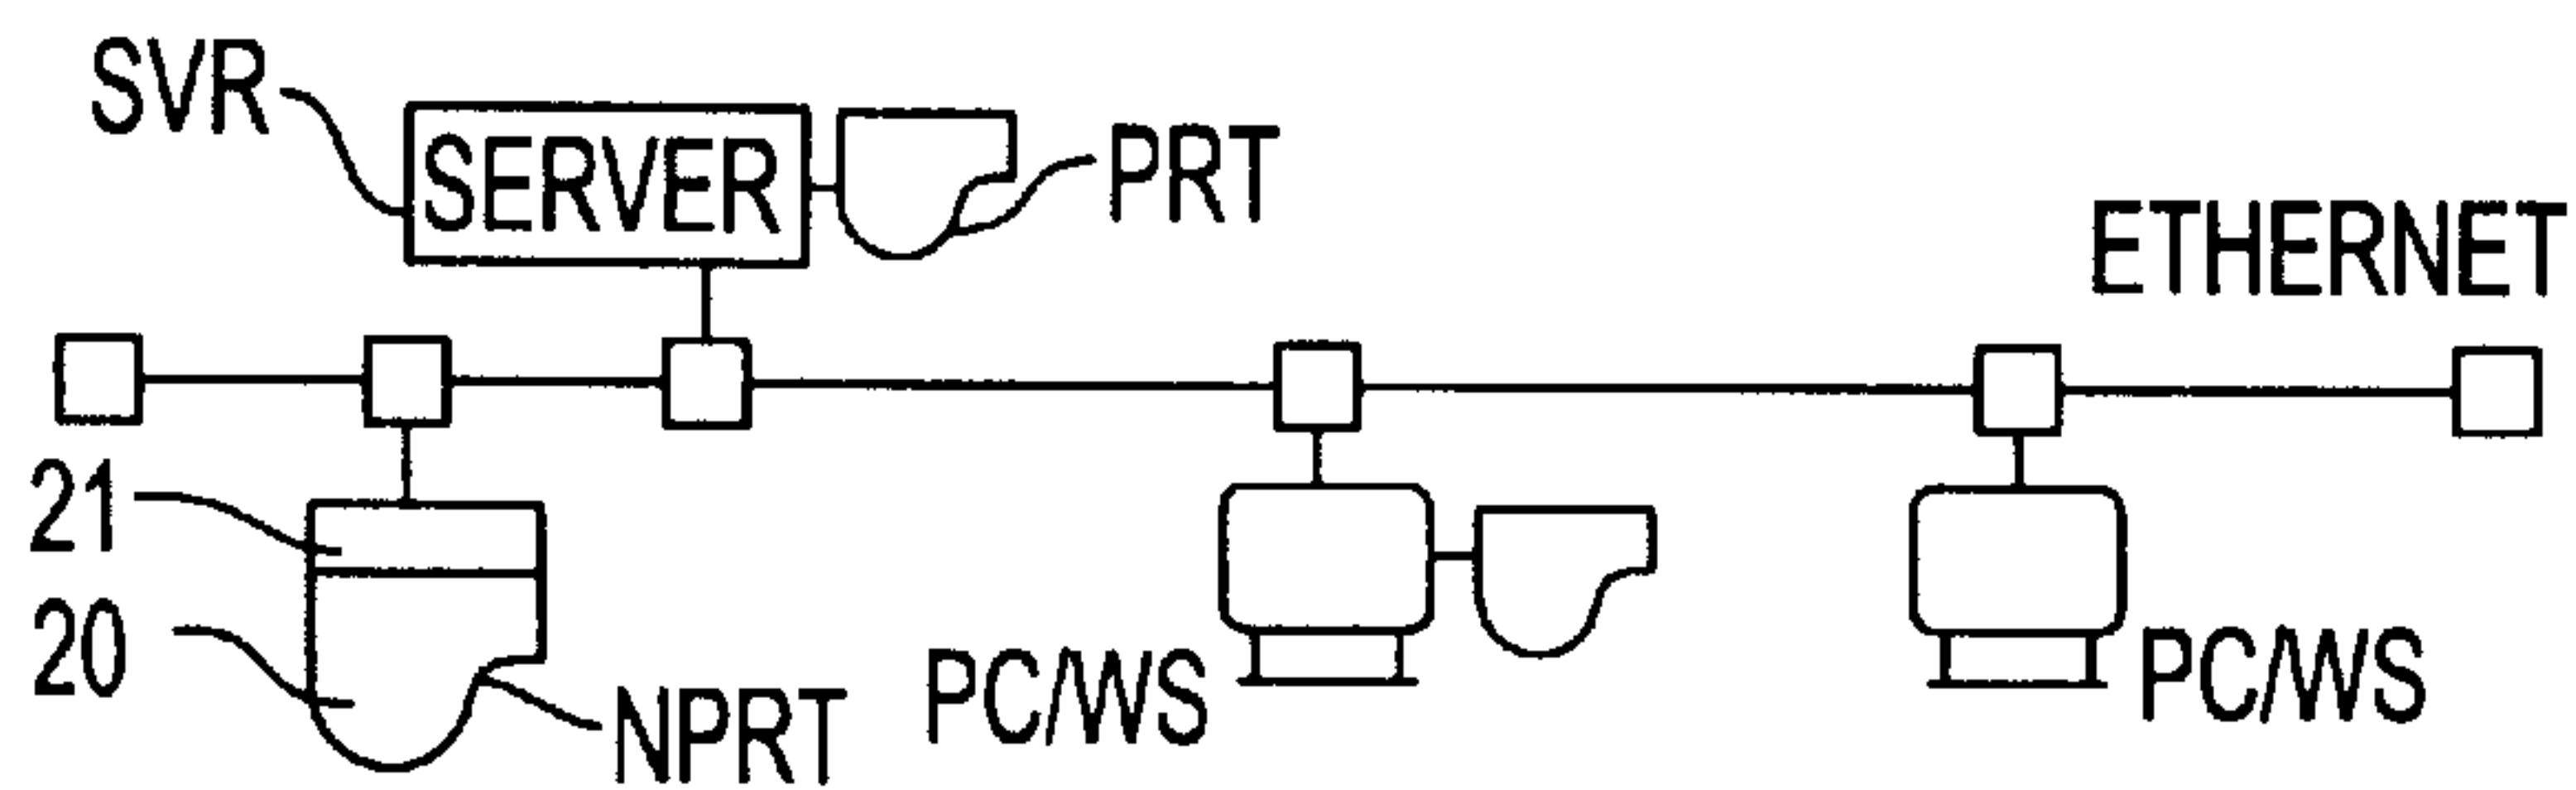 SVR
SERVER
PRT
ETHERNET
21
20
NPRT
PC/WS
PC/WS